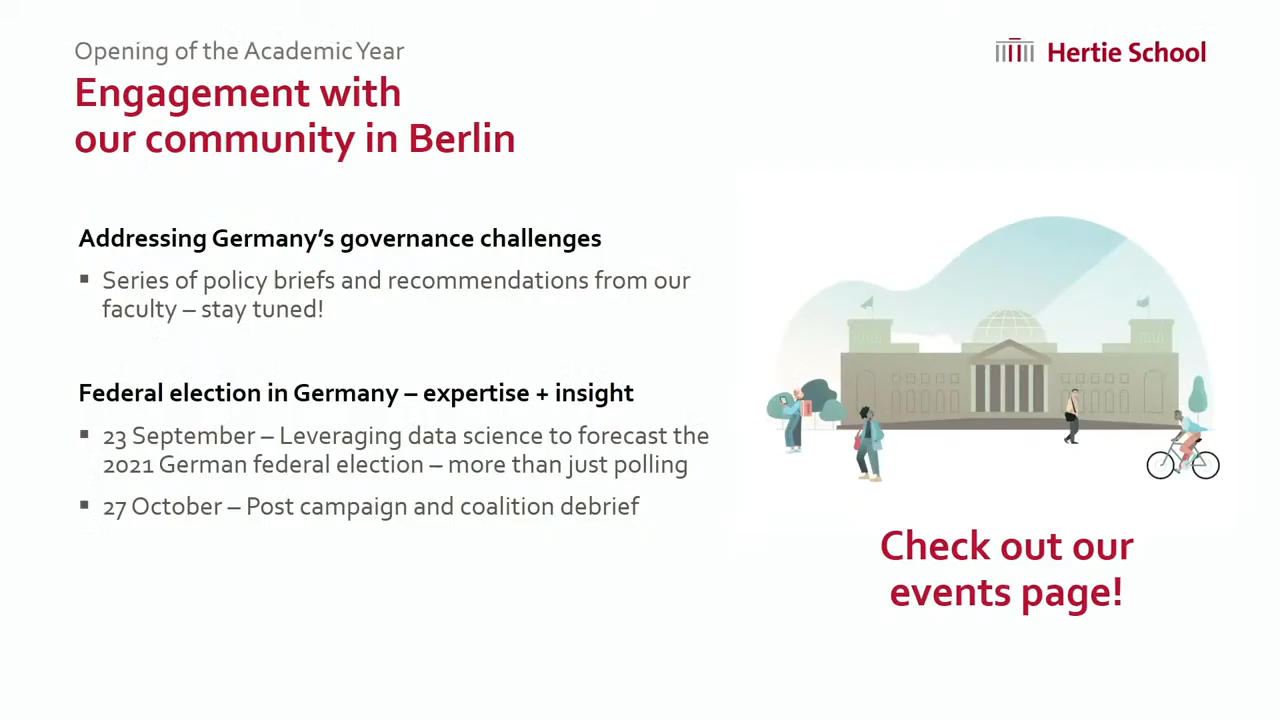 Opening of the Academic Year
Hertie School
Engagement with
our community in Berlin
Addressing Germany's governance challenges
▪ Series of policy briefs and recommendations from our
faculty – stay tuned!
Federal election in Germany – expertise + insight
▪ 23 September – Leveraging data science to forecast the
2021 German federal election – more than just polling
▪ 27 October – Post campaign and coalition debrief
Check out our
events page!